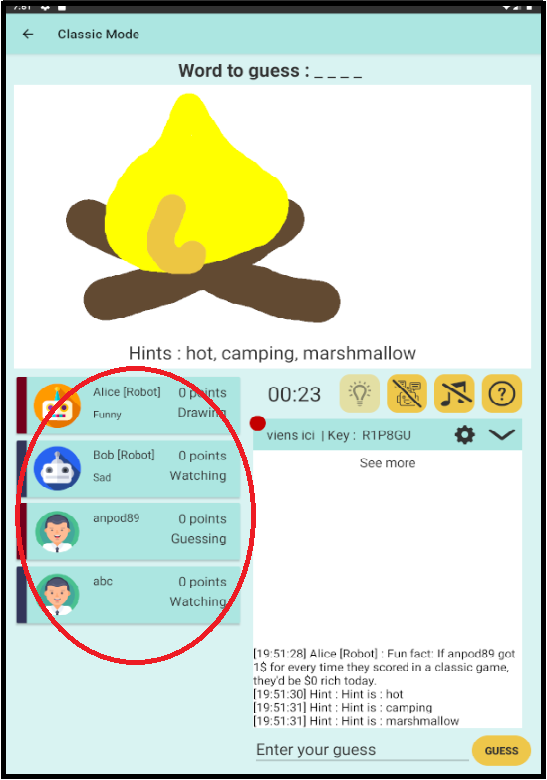 7:51
Classic Mode
Word to guess : _ _ _ _
Hints : hot, camping, marshmallow
Alice [Robot] 0 points
Funny Drawing
Bob [Robot] 0 points
Sad Watching
anpod89 0 points
Guessing
abc 0 points
Watching
00:23
viens ici | Key : R1P8GU
See more
[19:51:28] Alice [Robot] : Fun fact: If anpod89 got
1$ for every time they scored in a classic game,
they'd be $0 rich today.
[19:51:30] Hint : Hint is : hot
[19:51:31] Hint : Hint is : camping
[19:51:31] Hint : Hint is : marshmallow
Enter your guess
GUESS